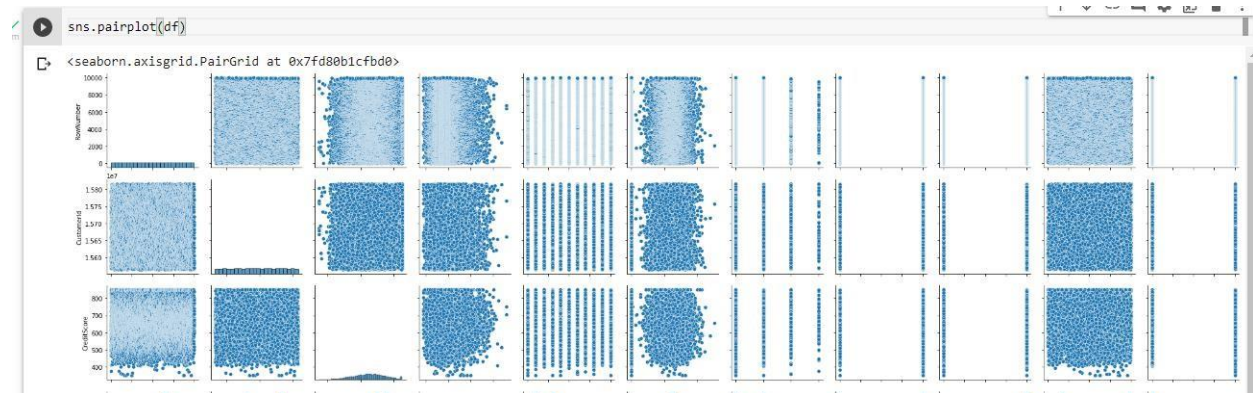 sns.pairplot(df)
<seaborn.axisgrid.PairGrid at 0x7fd80b1cfbd0>
10000
8000
6000
4000
2000
0
RowNumber
1e7
1.580
1.575
1.570
1.565
1.560
CustomerId
800
700
600
500
400
CreditScore